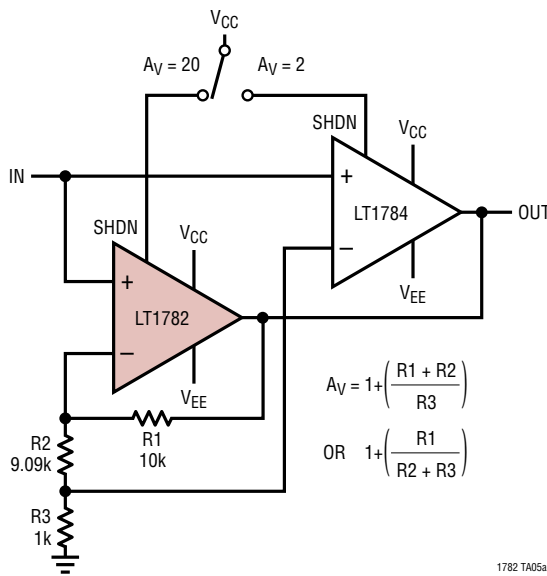 VCC
AV = 20
AV = 2
SHDN
VCC
IN
+
LT1784
OUT
−
SHDN
VCC
VEE
+
LT1782
−
VEE
R1
10k
R2
9.09k
R3
1k
AV = 1+(R1 + R2 / R3)
OR 1+(R1 / R2 + R3)
1782 TA05a